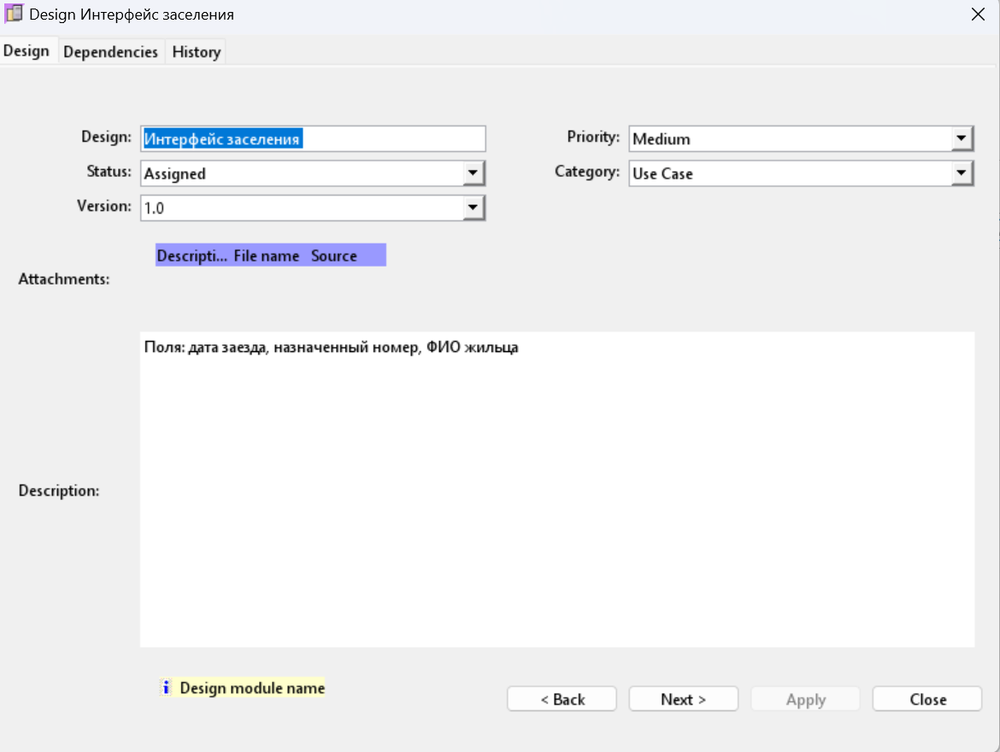 Design Интерфейс заселения
Design Dependencies History
Design: Интерфейс заселения Priority: Medium
Status: Assigned Category: Use Case
Version: 1.0
Descripti... File name Source
Attachments:
Поля: дата заезда, назначенный номер, ФИО жильца
Description:
Design module name
< Back Next > Apply Close